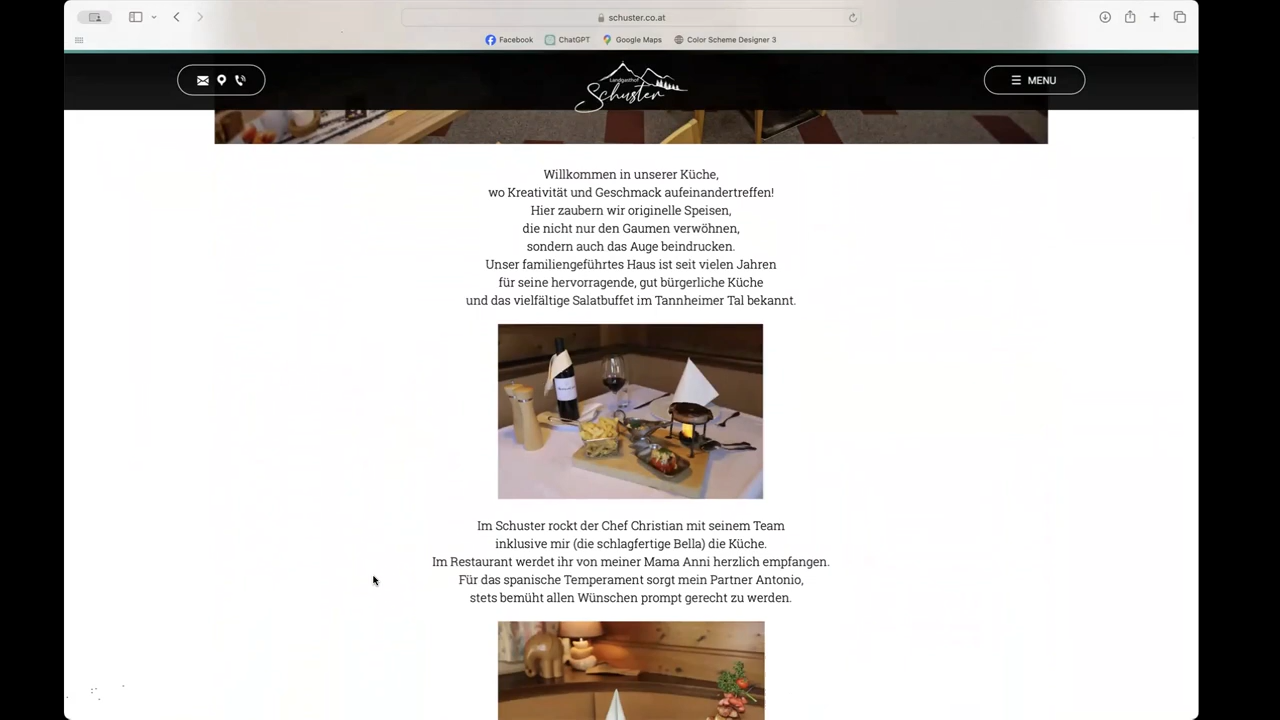 schuster.co.at
Facebook
ChatGPT
Google Maps
Color Scheme Designer 3
Landgasthof
Schuster
MENU
Willkommen in unserer Küche,
wo Kreativität und Geschmack aufeinandertreffen!
Hier zaubern wir originelle Speisen,
die nicht nur den Gaumen verwöhnen,
sondern auch das Auge beindrucken.
Unser familiengeführtes Haus ist seit vielen Jahren
für seine hervorragende, gut bürgerliche Küche
und das vielfältige Salatbuffet im Tannheimer Tal bekannt.
Im Schuster rockt der Chef Christian mit seinem Team
inklusive mir (die schlagfertige Bella) die Küche.
Im Restaurant werdet ihr von meiner Mama Anni herzlich empfangen.
Für das spanische Temperament sorgt mein Partner Antonio,
stets bemüht allen Wünschen prompt gerecht zu werden.